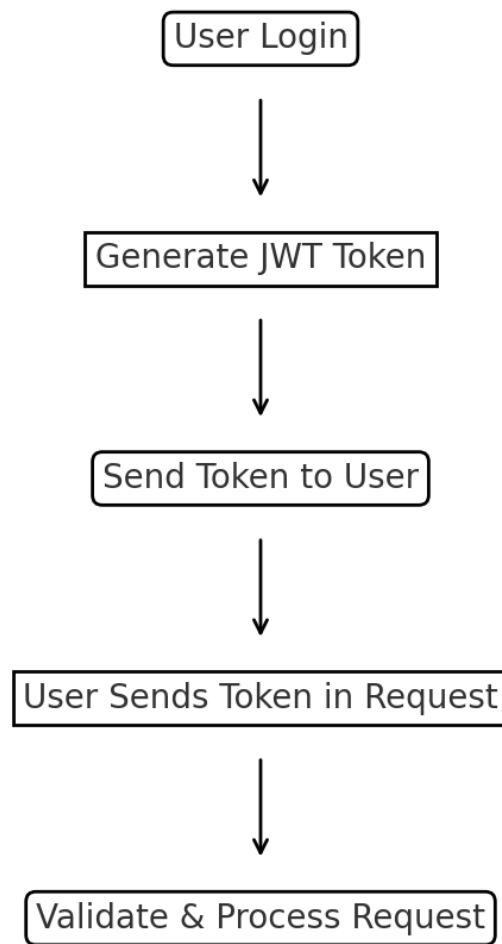 User Login
Generate JWT Token
Send Token to User
User Sends Token in Request
Validate & Process Request